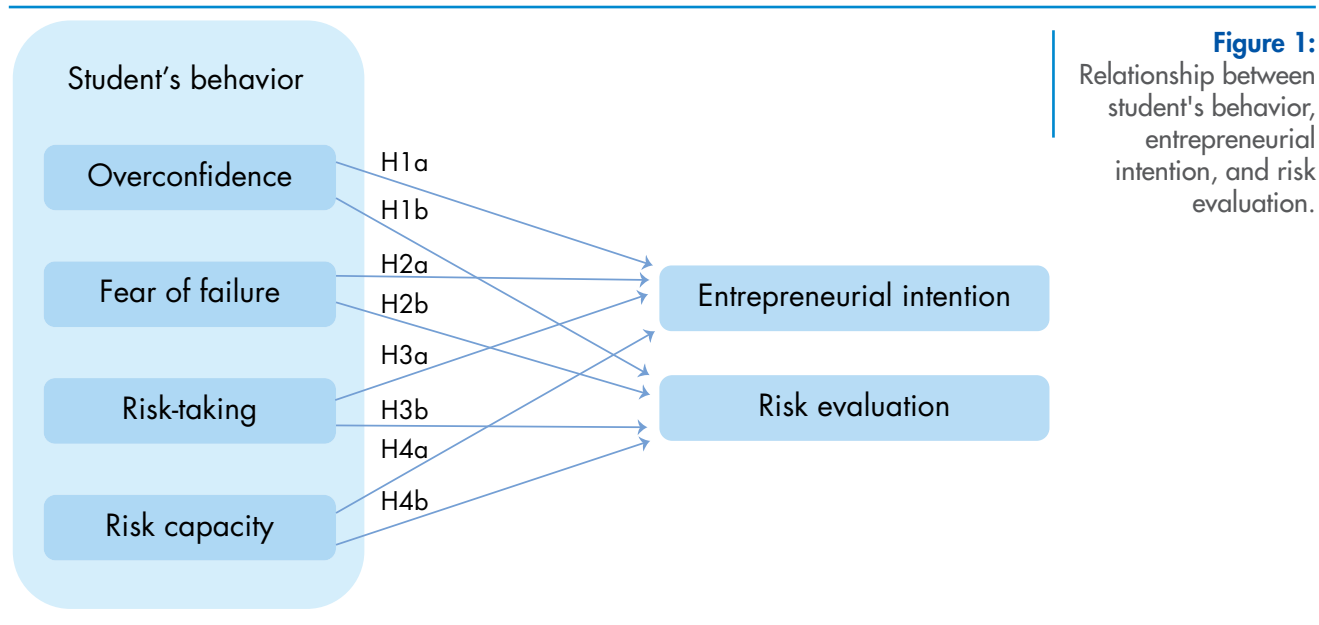 Student’s behavior
Overconfidence
Fear of failure
Risk-taking
Risk capacity
H1a
H1b
H2a
H2b
H3a
H3b
H4a
H4b
Entrepreneurial intention
Risk evaluation
Figure 1:
Relationship between
student's behavior,
entrepreneurial
intention, and risk
evaluation.